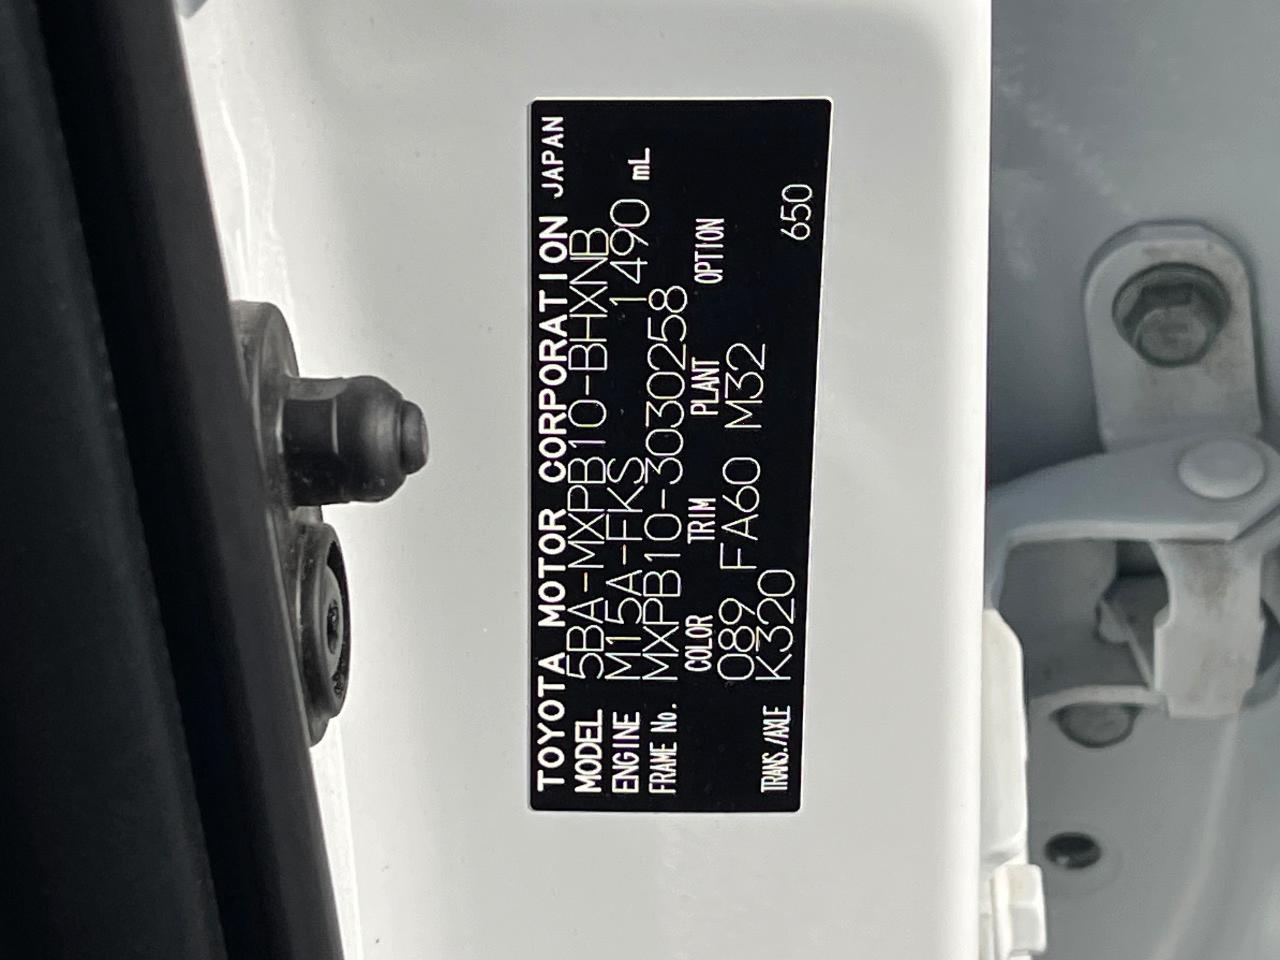 TOYOTA MOTOR CORPORATION JAPAN
MODEL 5BA-MXPB10-BHXNB
ENGINE M15A-FKS 1490 mL
FRAME No. MXPB10-3030258
COLOR TRIM PLANT OPTION
089 FA60 M32
TRANS./AXLE K320 650